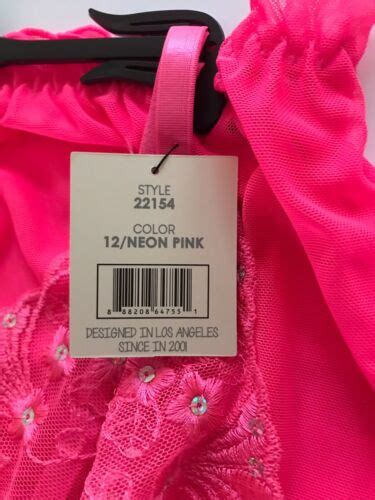 STYLE
22154
COLOR
12/NEON PINK
8 88208 64755 1
DESIGNED IN LOS ANGELES
SINCE IN 2001